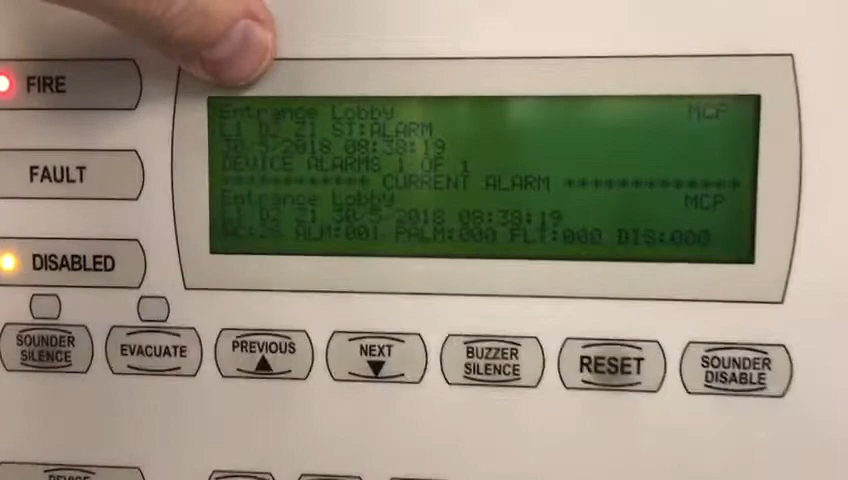 FIRE
FAULT
DISABLED
Entrance Lobby MCP
L1 D2 Z1 ST:ALARM
30/5/2018 08:38:19
DEVICE ALARMS 1 OF 1
************ CURRENT ALARM ************
Entrance Lobby MCP
L1 D2 Z1 30/5/2018 08:38:19
ALM:001 PALM:000 FLT:000 DIS:000
SOUNDER SILENCE
EVACUATE
PREVIOUS
NEXT
BUZZER SILENCE
RESET
SOUNDER DISABLE